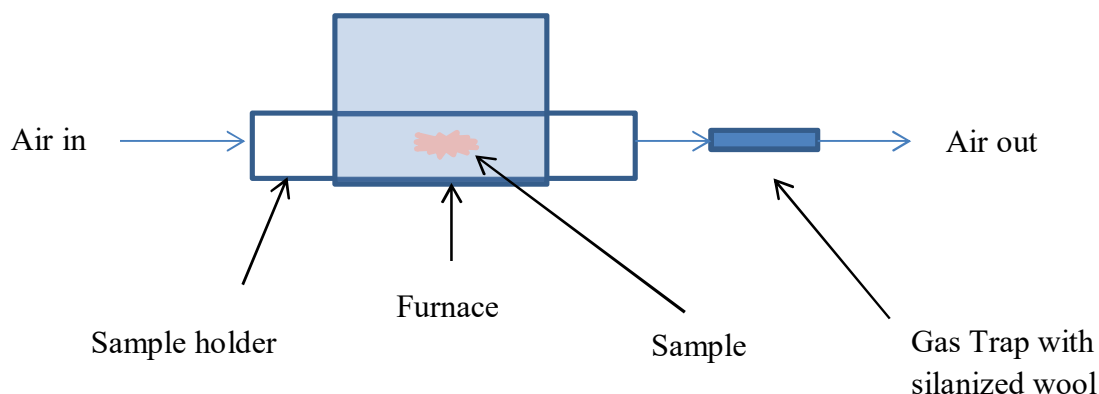 Air in
Air out
Furnace
Sample holder
Sample
Gas Trap with
silanized wool